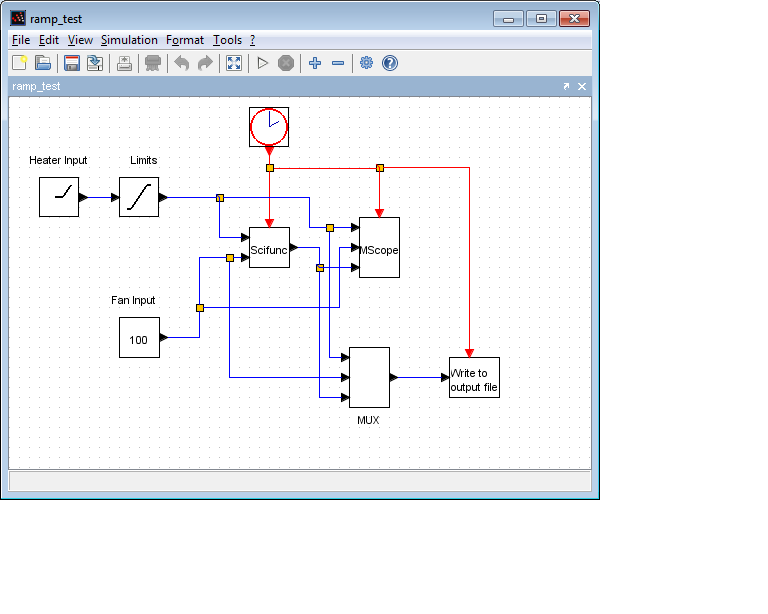 ramp_test
File Edit View Simulation Format Tools ?
ramp_test
Heater Input Limits
Scifunc
MScope
Fan Input
100
Write to
output file
MUX